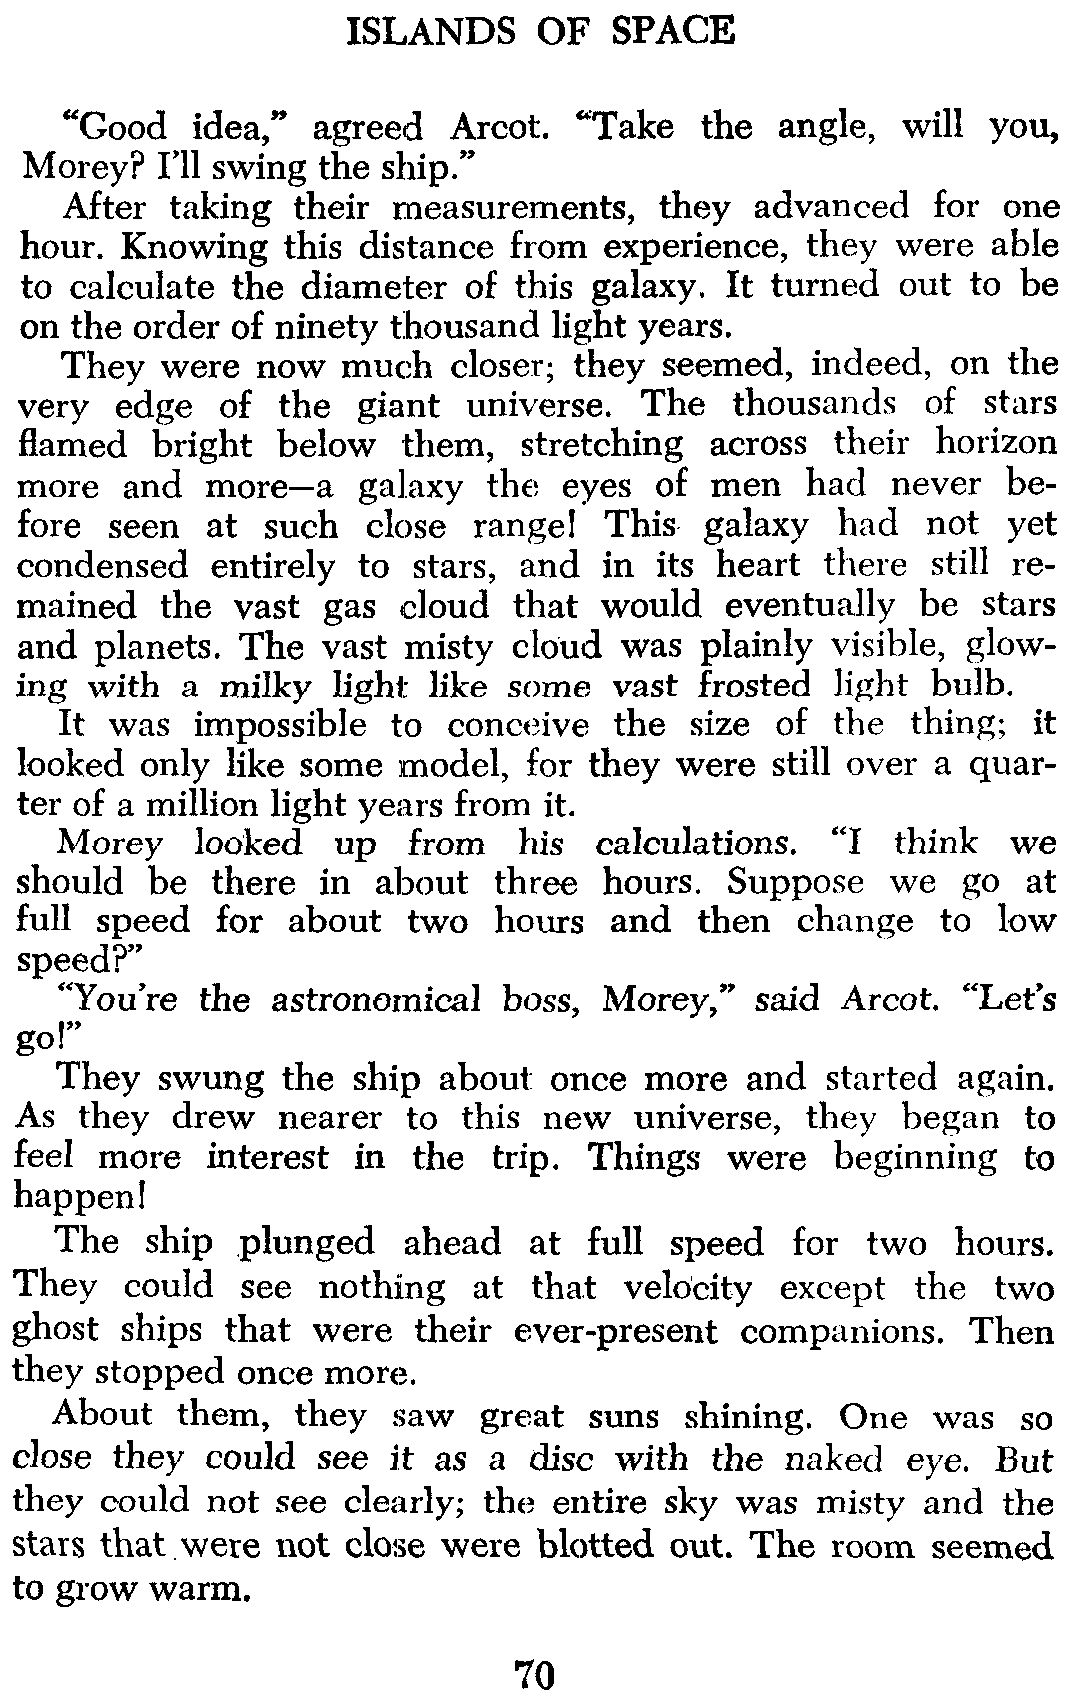 ISLANDS OF SPACE
“Good idea,” agreed Arcot. “Take the angle, will you,
Morey? I'll swing the ship.”
After taking their measurements, they advanced for one
hour. Knowing this distance from experience, they were able
to calculate the diameter of this galaxy. It turned out to be
on the order of ninety thousand light years.
They were now much closer; they seemed, indeed, on the
very edge of the giant universe. The thousands of stars
flamed bright below them, stretching across their horizon
more and more—a galaxy the eyes of men had never be-
fore seen at such close range! This galaxy had not yet
condensed entirely to stars, and in its heart there still re-
mained the vast gas cloud that would eventually be stars
and planets. The vast misty cloud was plainly visible, glow-
ing with a milky light like some vast frosted light bulb.
It was impossible to conceive the size of the thing; it
looked only like some model, for they were still over a quar-
ter of a million light years from it.
Morey looked up from his calculations. “I think we
should be there in about three hours. Suppose we go at
full speed for about two hours and then change to low
speed?”
“You're the astronomical boss, Morey,” said Arcot. “Let's
go!”
They swung the ship about once more and started again.
As they drew nearer to this new universe, they began to
feel more interest in the trip. Things were beginning to
happen!
The ship plunged ahead at full speed for two hours.
They could see nothing at that velocity except the two
ghost ships that were their ever-present companions. Then
they stopped once more.
About them, they saw great suns shining. One was so
close they could see it as a disc with the naked eye. But
they could not see clearly; the entire sky was misty and the
stars that were not close were blotted out. The room seemed
to grow warm.
70